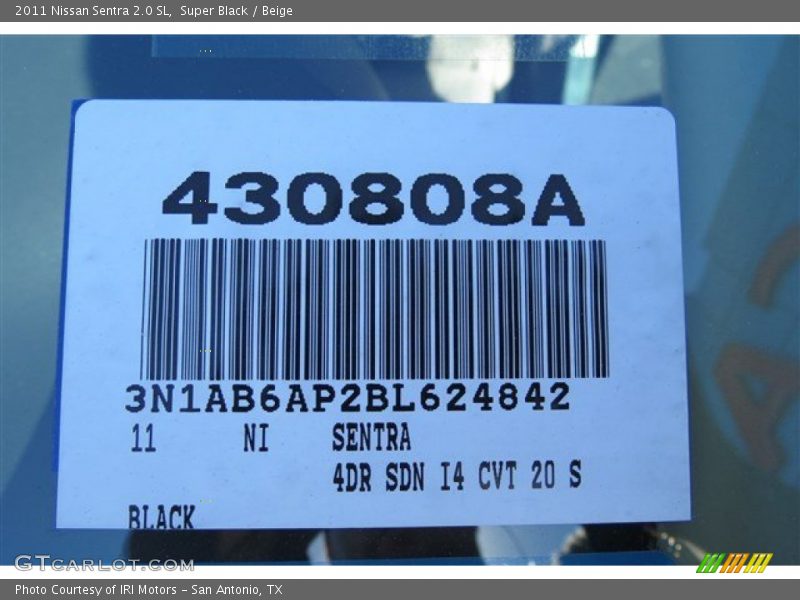 2011 Nissan Sentra 2.0 SL, Super Black / Beige
430808A
3N1AB6AP2BL624842
11 NI SENTRA
4DR SDN I4 CVT 20 S
BLACK
GTCARLOT.COM
Photo Courtesy of IRI Motors – San Antonio, TX